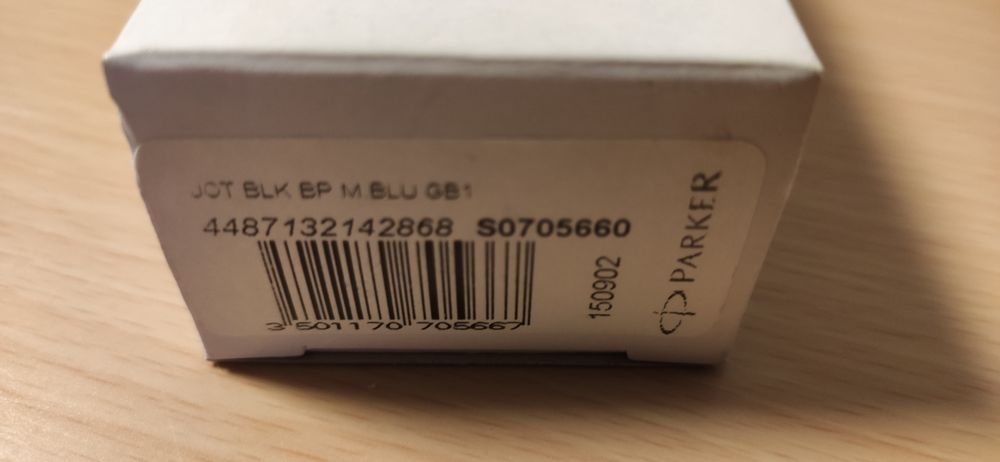 JOT BLK BP M.BLU GB1
4487132142868 S0705660
3 501170 705667
150902
PARKER